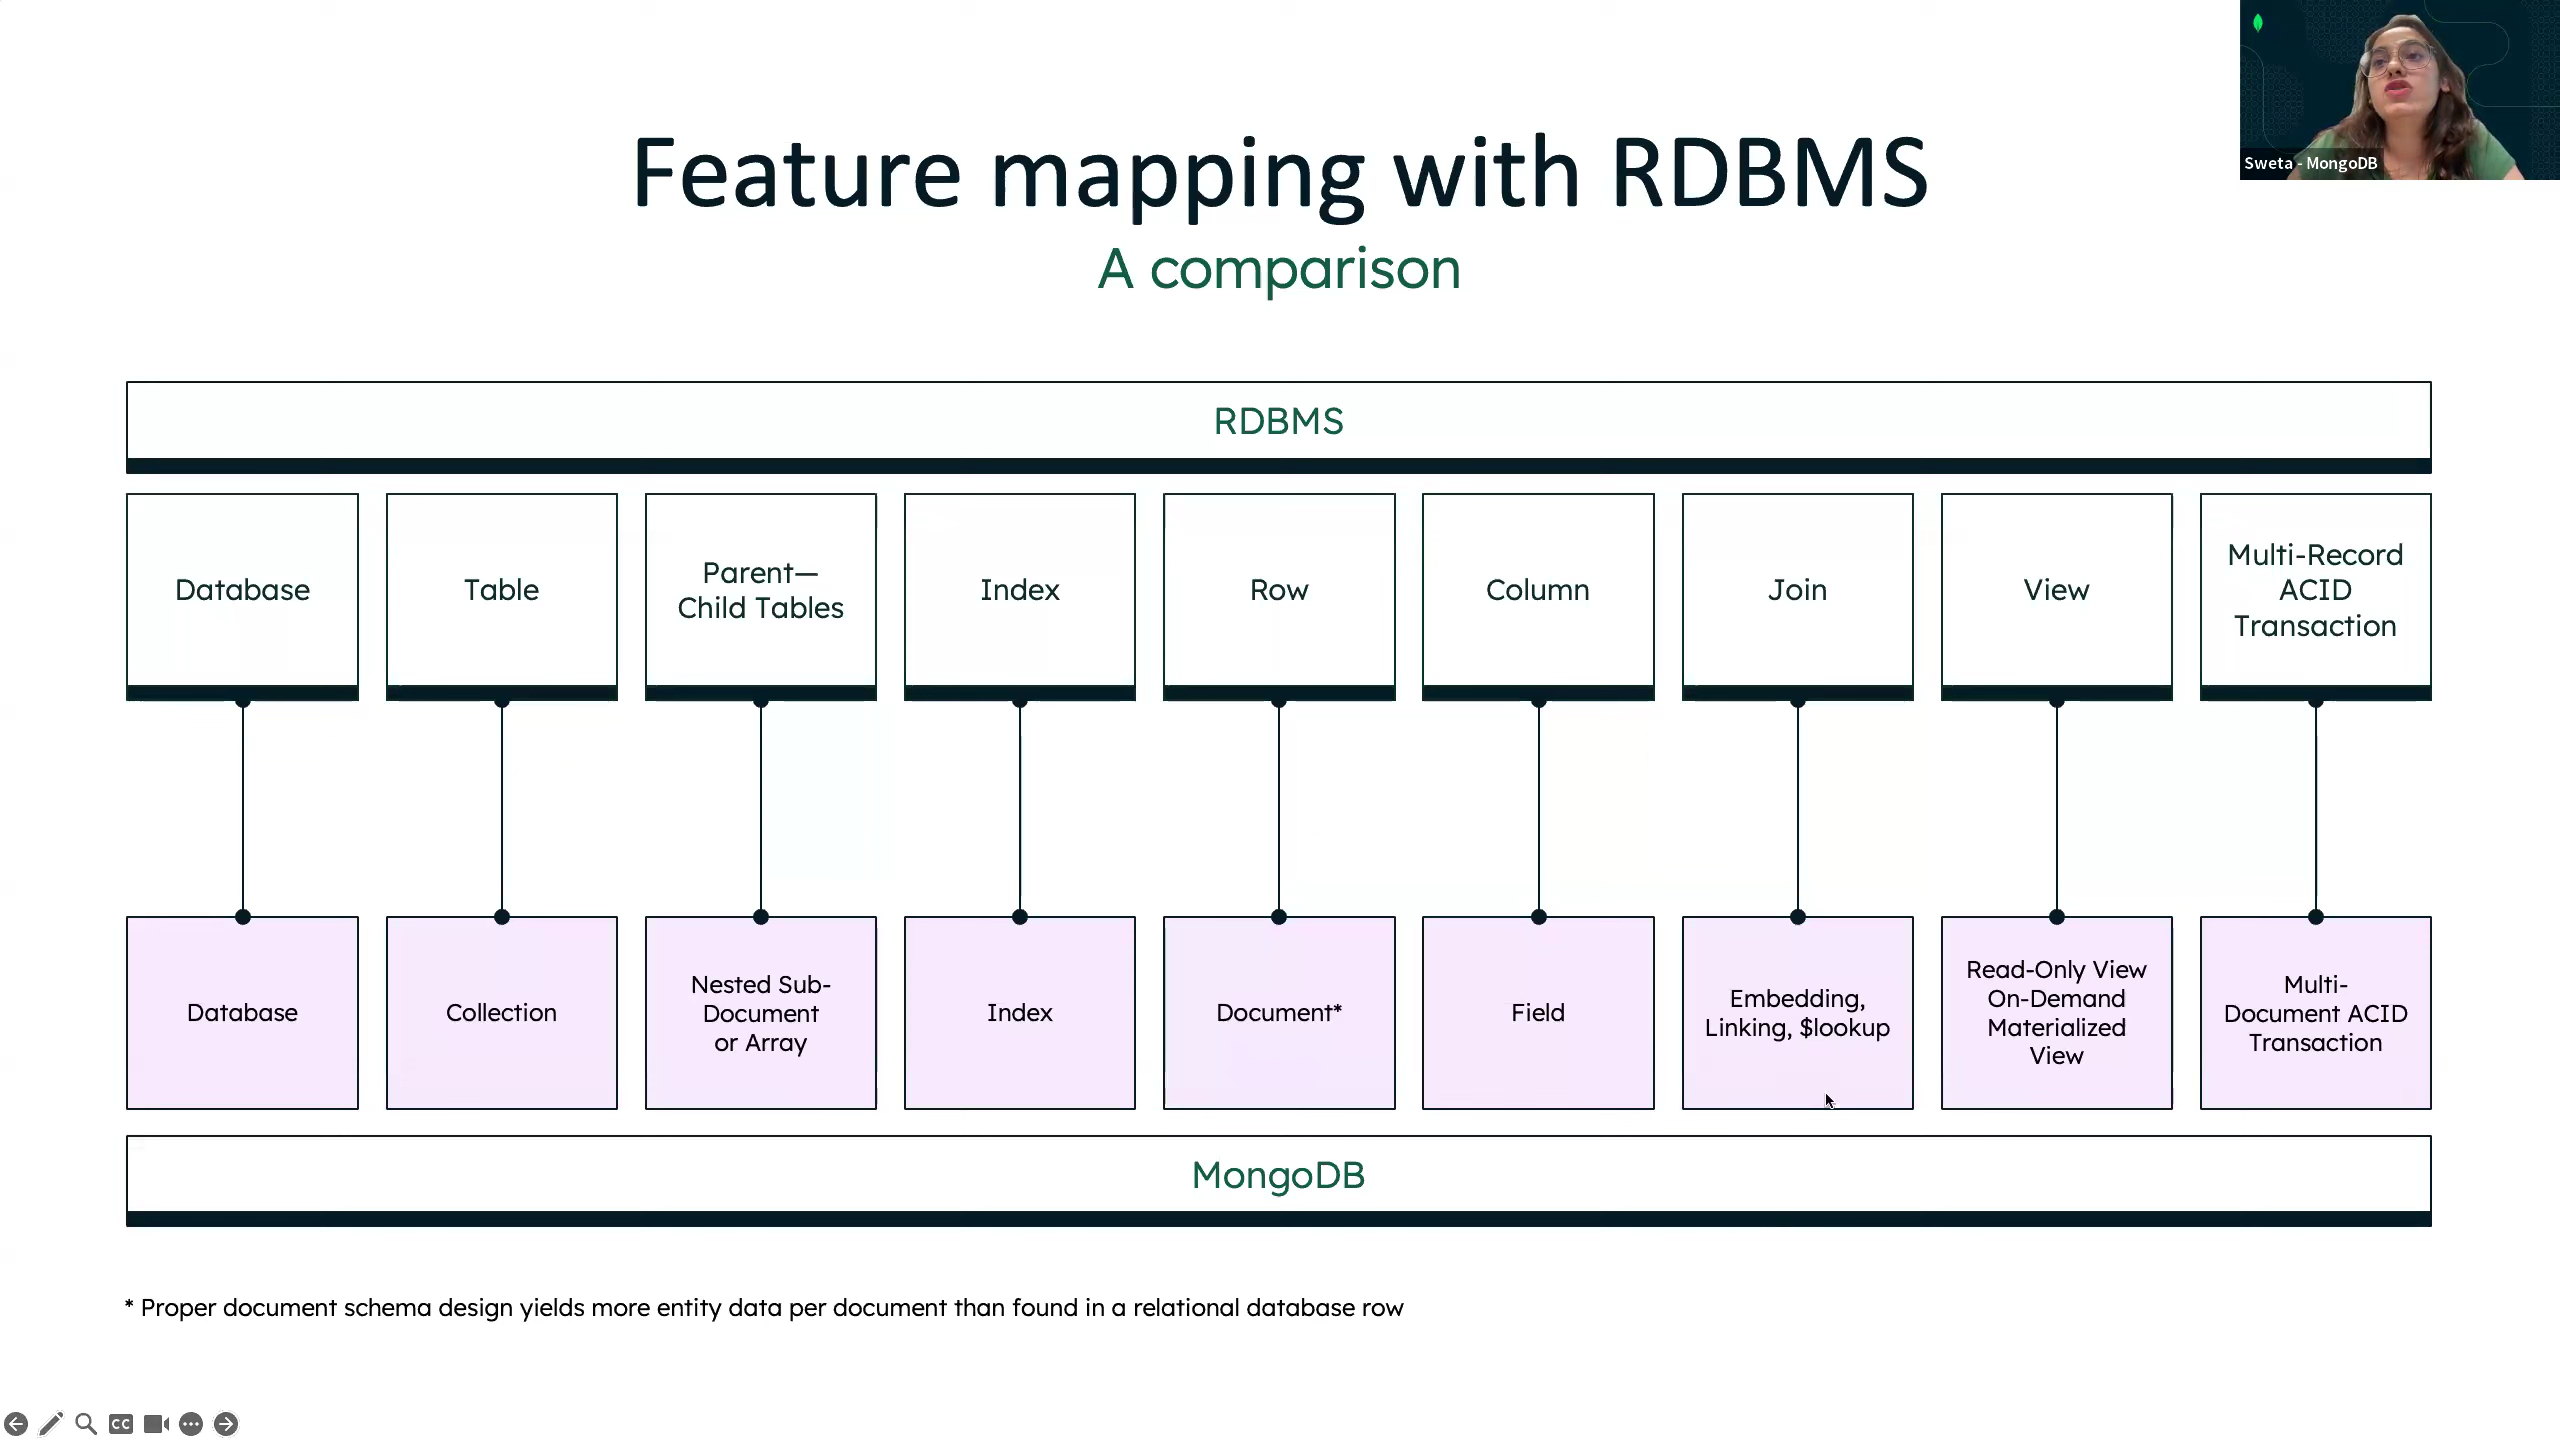 Sweta - MongoDB
Feature mapping with RDBMS
A comparison
RDBMS
Database
Table
Parent—
Child Tables
Index
Row
Column
Join
View
Multi-Record
ACID
Transaction
Database
Collection
Nested Sub-
Document
or Array
Index
Document*
Field
Embedding,
Linking, $lookup
Read-Only View
On-Demand
Materialized
View
Multi-
Document ACID
Transaction
MongoDB
* Proper document schema design yields more entity data per document than found in a relational database row
CC